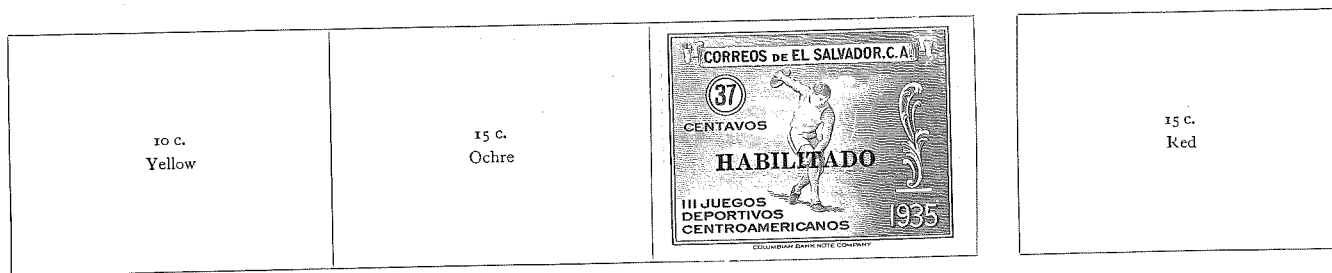 10 c.
Yellow
15 c.
Ochre
CORREOS DE EL SALVADOR.C.A
37
CENTAVOS
HABILITADO
III JUEGOS
DEPORTIVOS
CENTROAMERICANOS
1935
COLUMBIAN BANK NOTE COMPANY
15 c.
Red